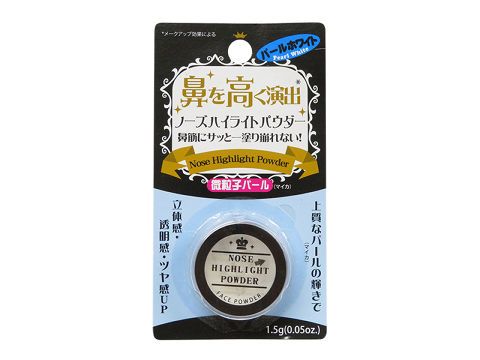 *メークアップ効果による
パールホワイト
Pearl White
鼻を高く演出*
ノーズハイライトパウダー
鼻筋にサッと一塗り崩れない!
Nose Highlight Powder
微粒子パール
(マイカ)
上質なパールの輝きで
(マイカ)
立体感・
透明感・ツヤ感UP
NOSE
HIGHLIGHT
POWDER
FACE POWDER
1.5g(0.05oz.)